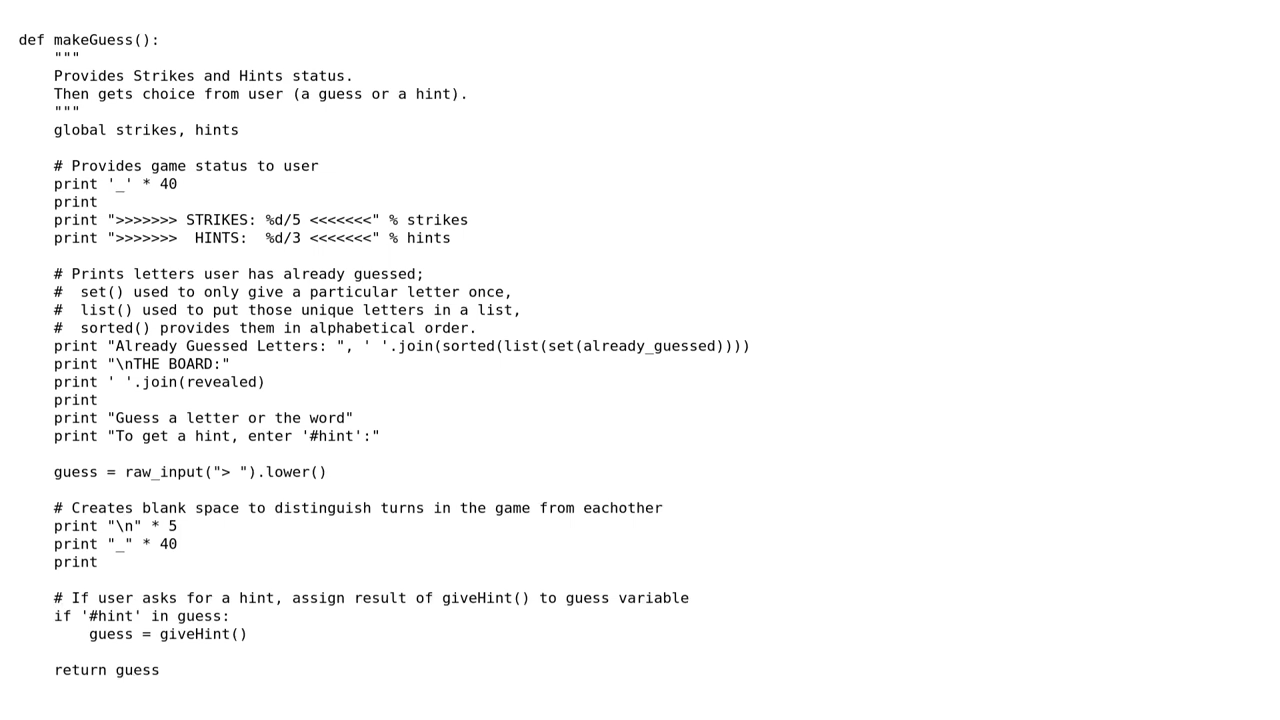 def makeGuess():
    """
    Provides Strikes and Hints status.
    Then gets choice from user (a guess or a hint).
    """
    global strikes, hints

    # Provides game status to user
    print '_' * 40
    print
    print ">>>>>>> STRIKES: %d/5 <<<<<<<" % strikes
    print ">>>>>>>  HINTS:  %d/3 <<<<<<<" % hints

    # Prints letters user has already guessed;
    #  set() used to only give a particular letter once,
    #  list() used to put those unique letters in a list,
    #  sorted() provides them in alphabetical order.
    print "Already Guessed Letters: ", ' '.join(sorted(list(set(already_guessed))))
    print "\nTHE BOARD:"
    print ' '.join(revealed)
    print
    print "Guess a letter or the word"
    print "To get a hint, enter '#hint':"

    guess = raw_input("> ").lower()

    # Creates blank space to distinguish turns in the game from eachother
    print "\n" * 5
    print "_" * 40
    print

    # If user asks for a hint, assign result of giveHint() to guess variable
    if '#hint' in guess:
        guess = giveHint()

    return guess